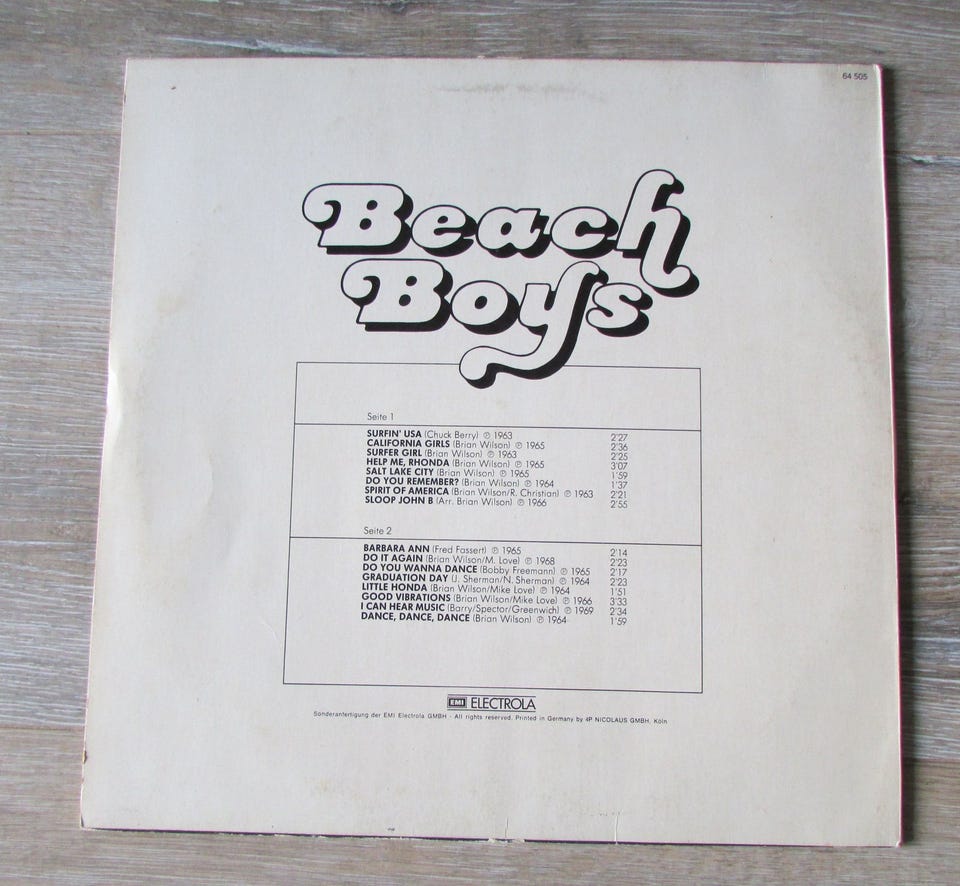 64 505
Beach
Boys
Seite 1
SURFIN' USA (Chuck Berry) ℗ 1963 2'27
CALIFORNIA GIRLS (Brian Wilson) ℗ 1965 2'36
SURFER GIRL (Brian Wilson) ℗ 1963 2'25
HELP ME, RHONDA (Brian Wilson) ℗ 1965 3'07
SALT LAKE CITY (Brian Wilson) ℗ 1965 1'59
DO YOU REMEMBER? (Brian Wilson) ℗ 1964 1'37
SPIRIT OF AMERICA (Brian Wilson/R. Christian) ℗ 1963 2'21
SLOOP JOHN B (Arr. Brian Wilson) ℗ 1966 2'55
Seite 2
BARBARA ANN (Fred Fassert) ℗ 1965 2'14
DO IT AGAIN (Brian Wilson/M. Love) ℗ 1968 2'23
DO YOU WANNA DANCE (Bobby Freemann) ℗ 1965 2'17
GRADUATION DAY (J. Sherman/N. Sherman) ℗ 1964 2'23
LITTLE HONDA (Brian Wilson/Mike Love) ℗ 1964 1'51
GOOD VIBRATIONS (Brian Wilson/Mike Love) ℗ 1966 3'33
I CAN HEAR MUSIC (Barry/Spector/Greenwich) ℗ 1969 2'34
DANCE, DANCE, DANCE (Brian Wilson) ℗ 1964 1'59
EMI ELECTROLA
Sonderanfertigung der EMI Electrola GMBH · All rights reserved. Printed in Germany by 4P NICOLAUS GMBH, Köln